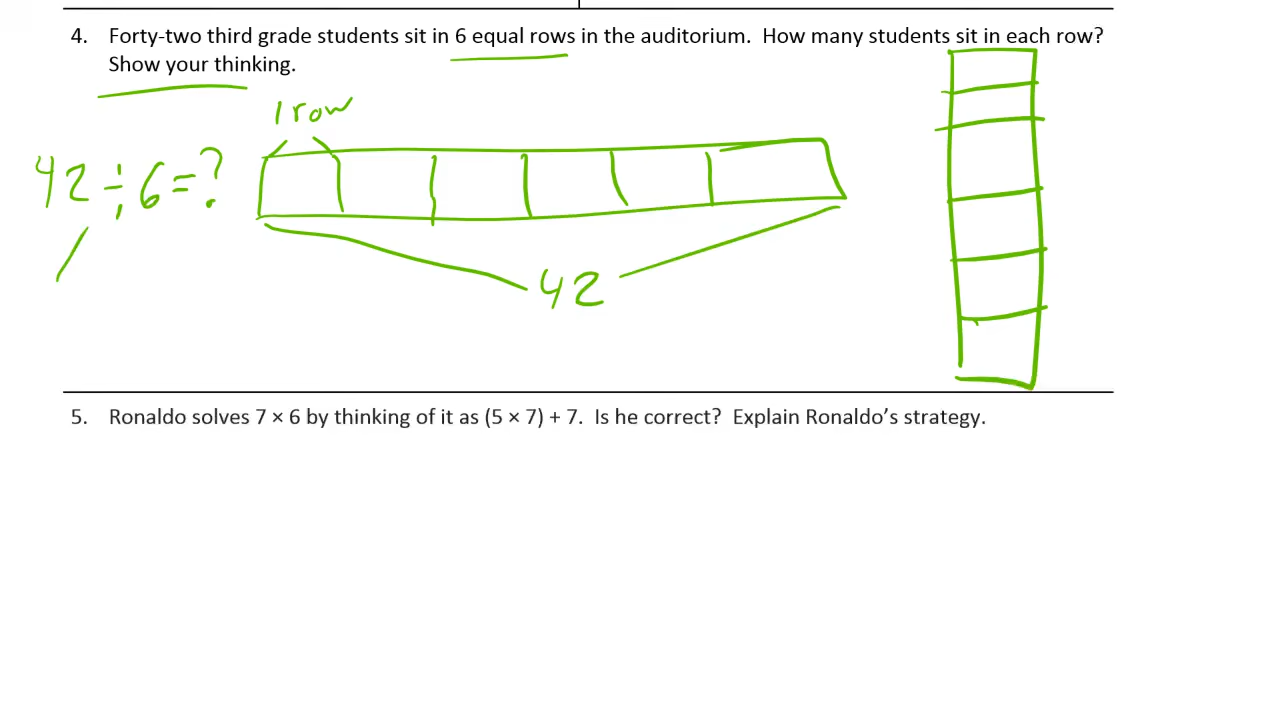 4. Forty-two third grade students sit in 6 equal rows in the auditorium. How many students sit in each row?
Show your thinking.
1 row
42 ÷ 6 = ?
42
5. Ronaldo solves 7 × 6 by thinking of it as (5 × 7) + 7. Is he correct? Explain Ronaldo’s strategy.